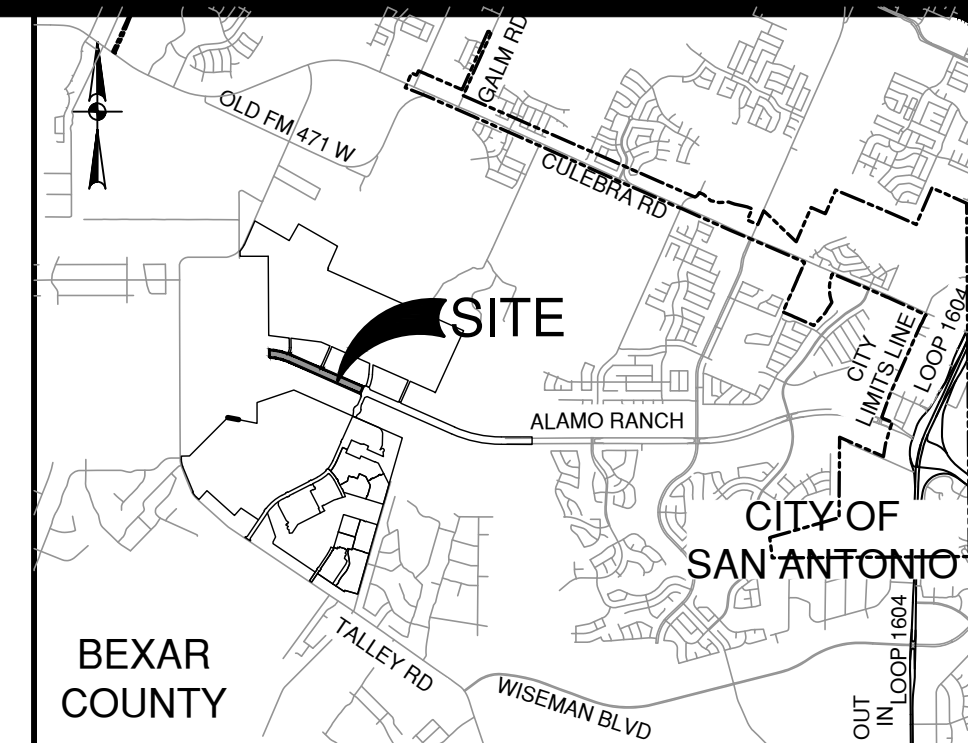 GALM RD
OLD FM 471 W
CULEBRA RD
SITE
LOOP 1604
CITY
LIMITS LINE
ALAMO RANCH
CITY OF
SAN ANTONIO
BEXAR
COUNTY
TALLEY RD
WISEMAN BLVD
LOOP 1604
OUT
IN